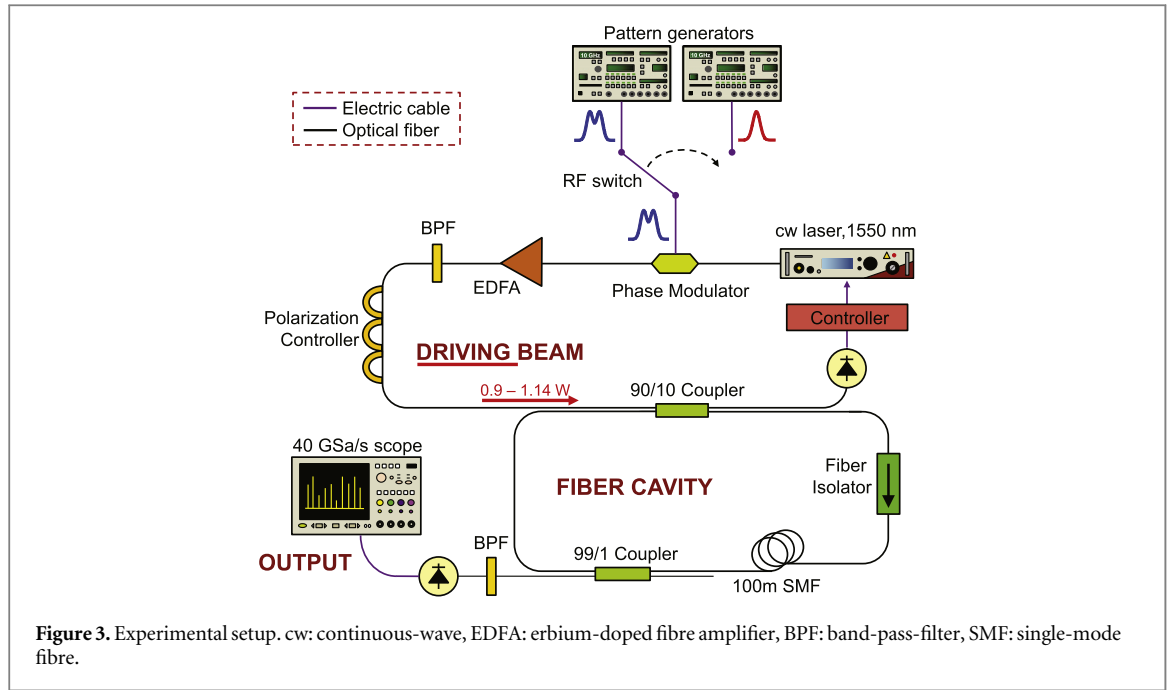 Pattern generators
10 GHz
10 GHz
Electric cable
Optical fiber
RF switch
BPF
cw laser,1550 nm
EDFA
Phase Modulator
Polarization
Controller
Controller
DRIVING BEAM
0.9 – 1.14 W
90/10 Coupler
40 GSa/s scope
Fiber
Isolator
FIBER CAVITY
BPF
99/1 Coupler
OUTPUT
100m SMF
Figure 3. Experimental setup. cw: continuous-wave, EDFA: erbium-doped fibre amplifier, BPF: band-pass-filter, SMF: single-mode
fibre.